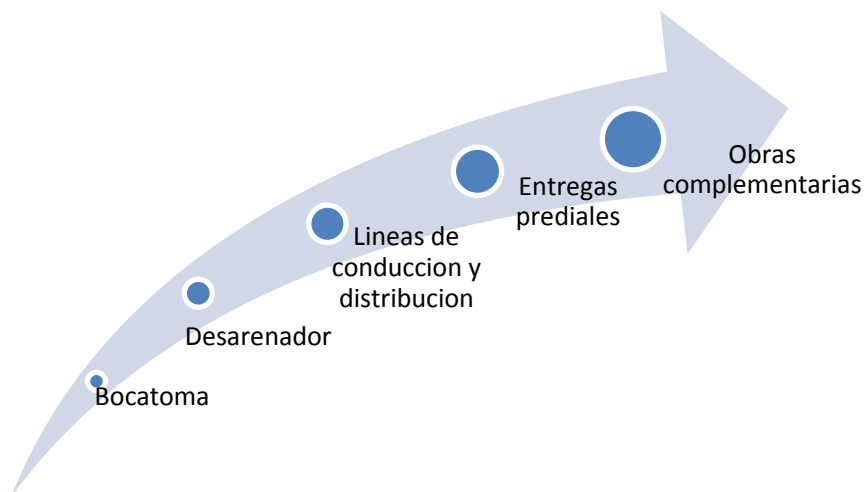 Bocatoma
Desarenador
Lineas de
conduccion y
distribucion
Entregas
prediales
Obras
complementarias